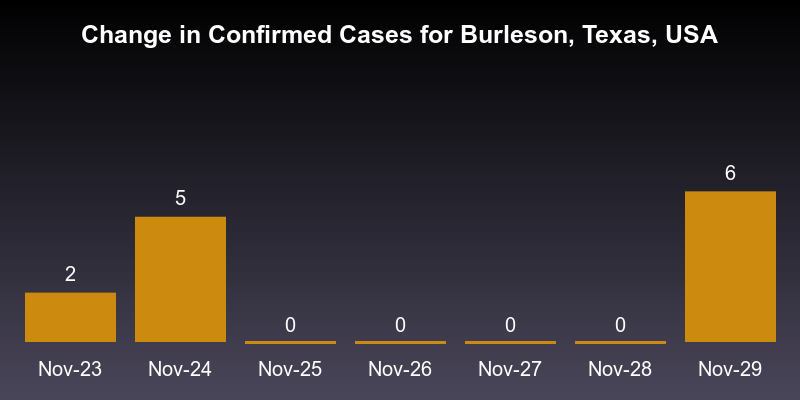 Change in Confirmed Cases for Burleson, Texas, USA
2
5
0
0
0
0
6
Nov-23
Nov-24
Nov-25
Nov-26
Nov-27
Nov-28
Nov-29